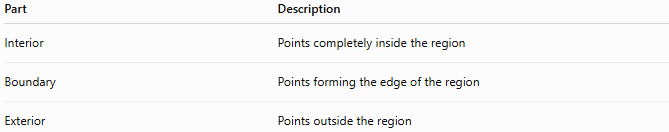 Part Description
Interior Points completely inside the region
Boundary Points forming the edge of the region
Exterior Points outside the region